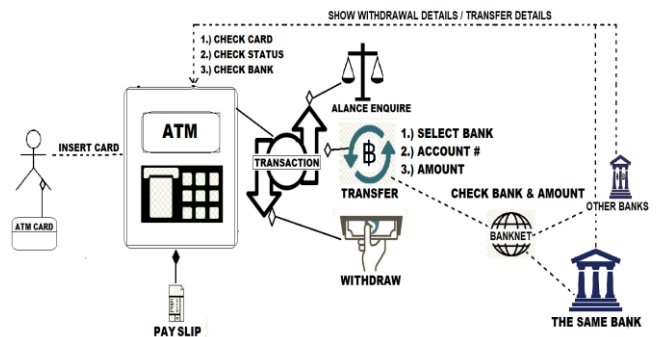 SHOW WITHDRAWAL DETAILS / TRANSFER DETAILS
1.) CHECK CARD
2.) CHECK STATUS
3.) CHECK BANK
ALANCE ENQUIRE
ATM
INSERT CARD
TRANSACTION
1.) SELECT BANK
2.) ACCOUNT #
3.) AMOUNT
TRANSFER
CHECK BANK & AMOUNT
OTHER BANKS
ATM CARD
BANKNET
WITHDRAW
THE SAME BANK
PAY SLIP